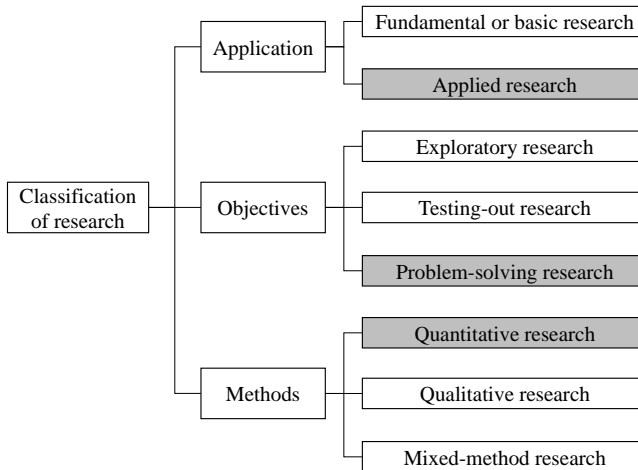 Fundamental or basic research
Application
Applied research
Exploratory research
Classification
of research
Objectives
Testing-out research
Problem-solving research
Quantitative research
Methods
Qualitative research
Mixed-method research